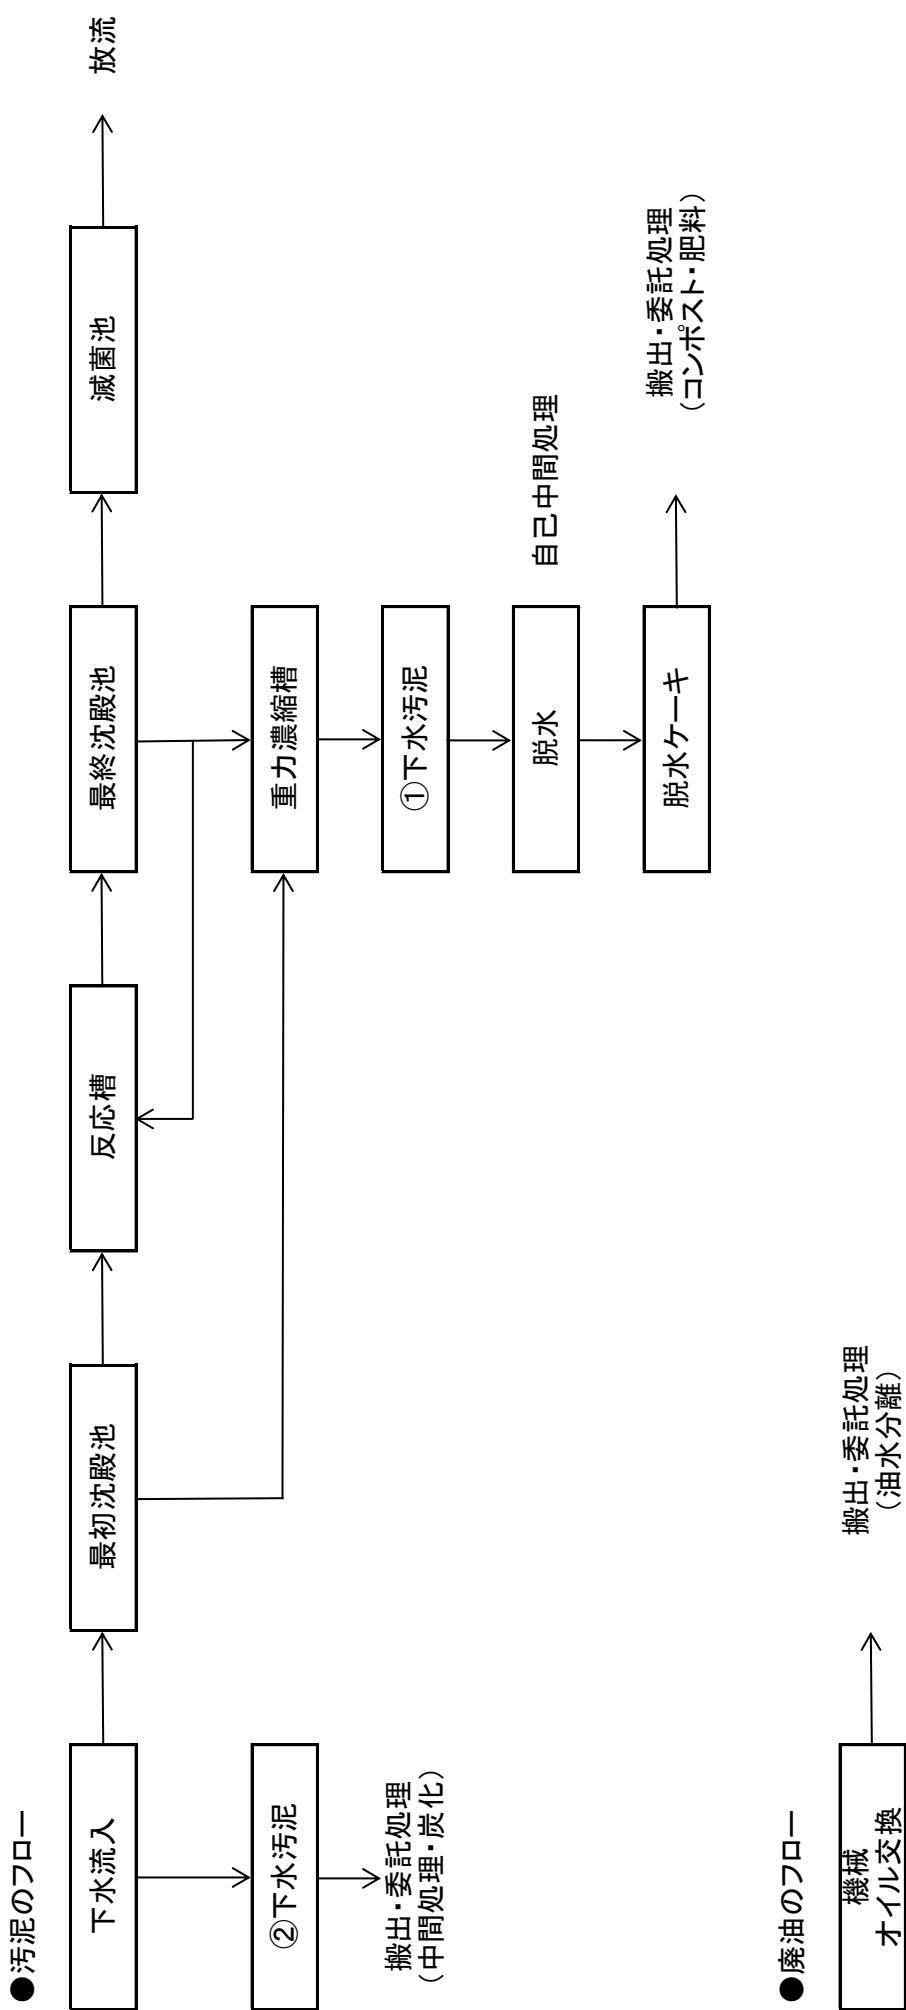 ●汚泥のフロー
下水流入
最初沈殿池
反応槽
最終沈殿池
滅菌池
放流
②下水汚泥
重力濃縮槽
搬出・委託処理
（中間処理・炭化）
①下水汚泥
脱水
自己中間処理
脱水ケーキ
搬出・委託処理
（コンポスト・肥料）
●廃油のフロー
機械
オイル交換
搬出・委託処理
（油水分離）